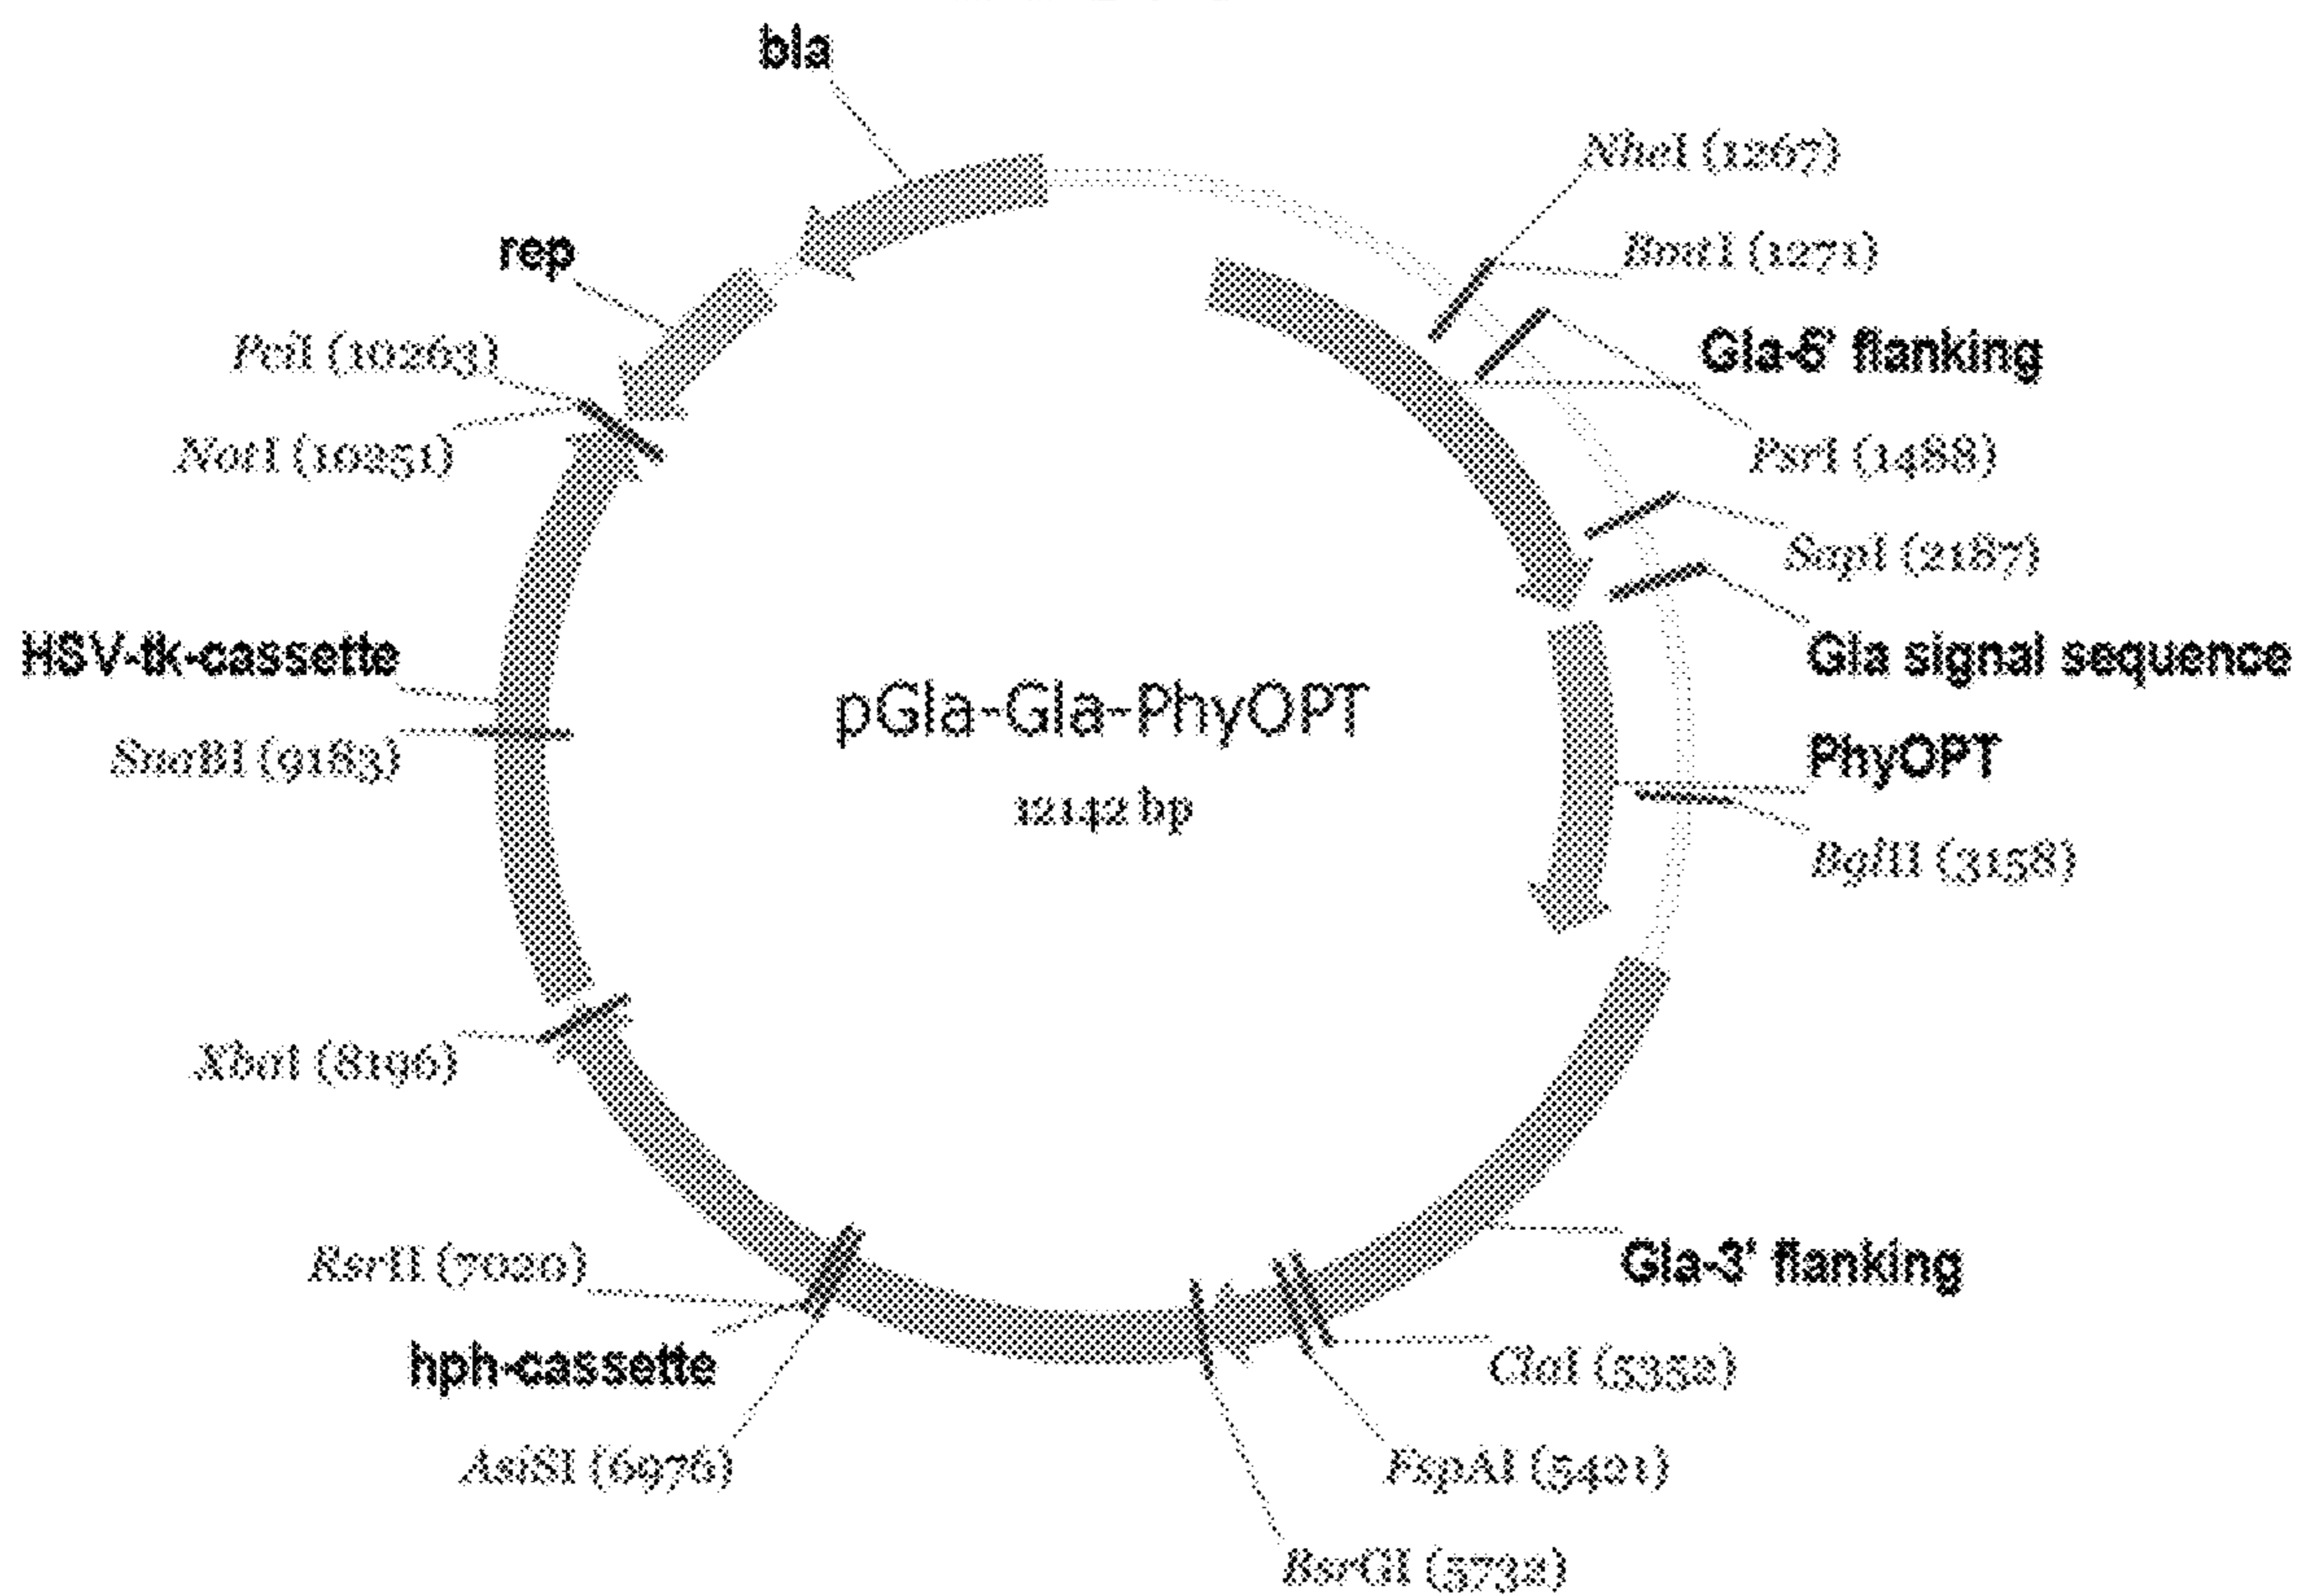 bla
NheI (1267)
BmtI (1271)
rep
Gla-5' flanking
PciI (10263)
PsrI (1488)
NotI (10251)
SapI (2187)
HSV-tk-cassette
Gla signal sequence
pGla-Gla-PhyOPT
SnaBI (9183)
PhyOPT
12142 bp
BglII (3158)
XbaI (8196)
RsrII (7020)
Gla-3' flanking
hph-cassette
ClaI (5352)
AsiSI (6976)
FspAI (5421)
BsrGI (5732)